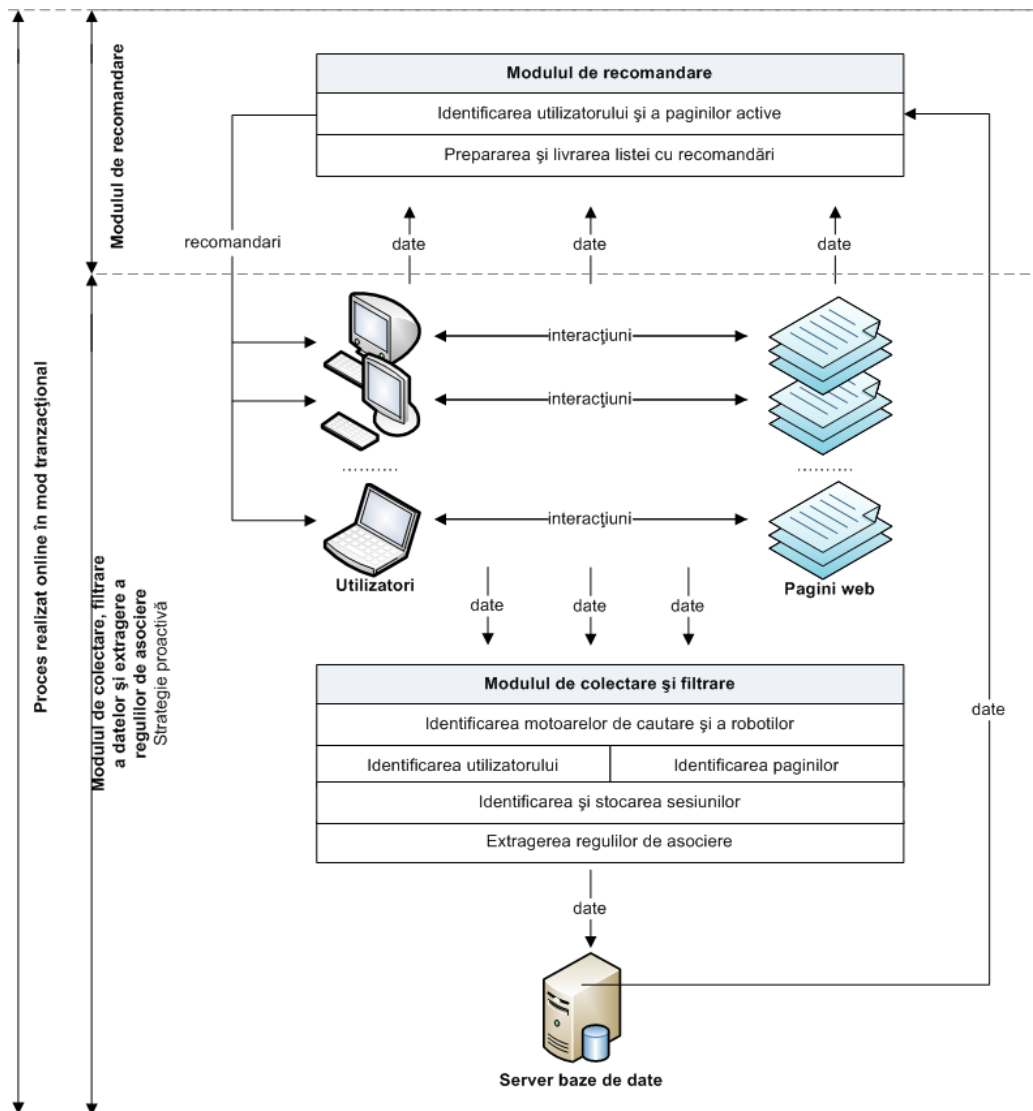 Modulul de recomandare
Identificarea utilizatorului şi a paginilor active
Prepararea şi livrarea listei cu recomandări
Modulul de recomandare
recomandari
date
date
date
interacţiuni
interacţiuni
interacţiuni
Utilizatori
Pagini web
date
date
date
Proces realizat online în mod tranzacţional
Modulul de colectare, filtrare
a datelor şi extragere a
regulilor de asociere
Strategie proactivă
Modulul de colectare şi filtrare
Identificarea motoarelor de cautare şi a robotilor
Identificarea utilizatorului
Identificarea paginilor
Identificarea şi stocarea sesiunilor
Extragerea regulilor de asociere
date
date
Server baze de date